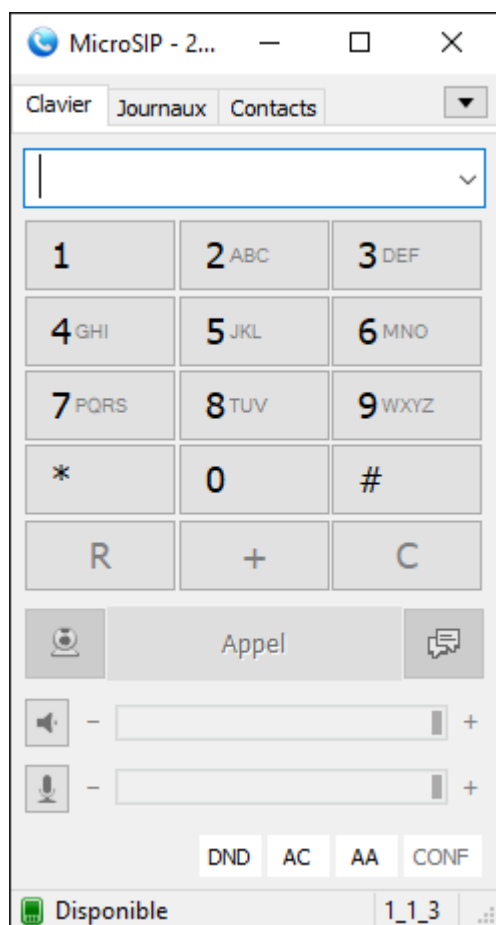 MicroSIP - 2...
Clavier Journaux Contacts
1 2 ABC 3 DEF
4 GHI 5 JKL 6 MNO
7 PQRS 8 TUV 9 WXYZ
* 0 #
R + C
Appel
- +
- +
DND AC AA CONF
Disponible 1_1_3